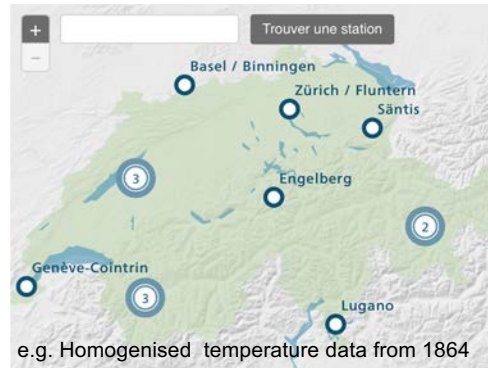 +
Trouver une station
−
Basel / Binningen
Zürich / Fluntern
Säntis
3
Engelberg
2
Genève-Cointrin
3
Lugano
e.g. Homogenised  temperature data from 1864